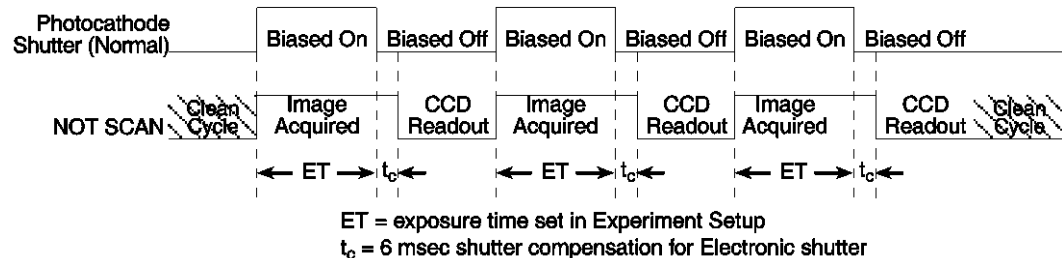 Photocathode
Shutter (Normal)
Biased On Biased Off Biased On Biased Off Biased On Biased Off
NOT SCAN
Clean Cycle
Image Acquired
CCD Readout
Image Acquired
CCD Readout
Image Acquired
CCD Readout
Clean Cycle
ET tc ET tc ET tc
ET = exposure time set in Experiment Setup
tc = 6 msec shutter compensation for Electronic shutter